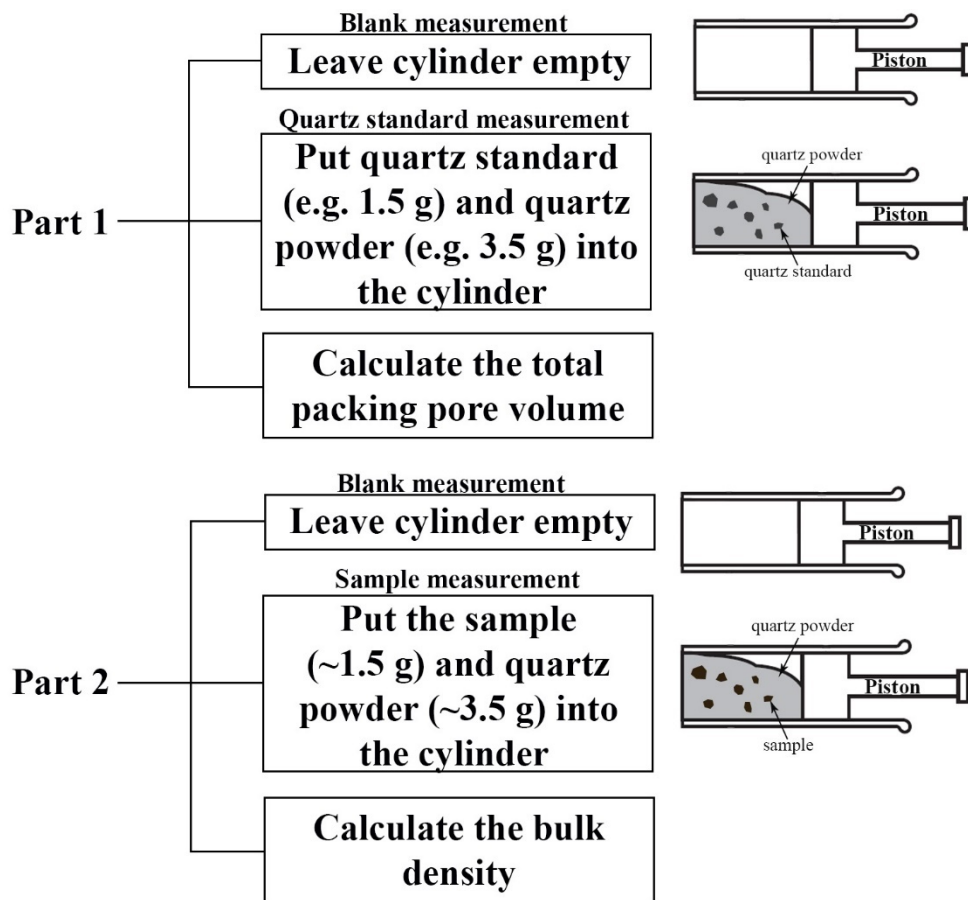 Blank measurement
Leave cylinder empty
Piston
Quartz standard measurement
Put quartz standard
(e.g. 1.5 g) and quartz
powder (e.g. 3.5 g) into
the cylinder
quartz powder
Piston
quartz standard
Part 1
Calculate the total
packing pore volume
Blank measurement
Leave cylinder empty
Piston
Sample measurement
Put the sample
(~1.5 g) and quartz
powder (~3.5 g) into
the cylinder
quartz powder
Piston
sample
Part 2
Calculate the bulk
density